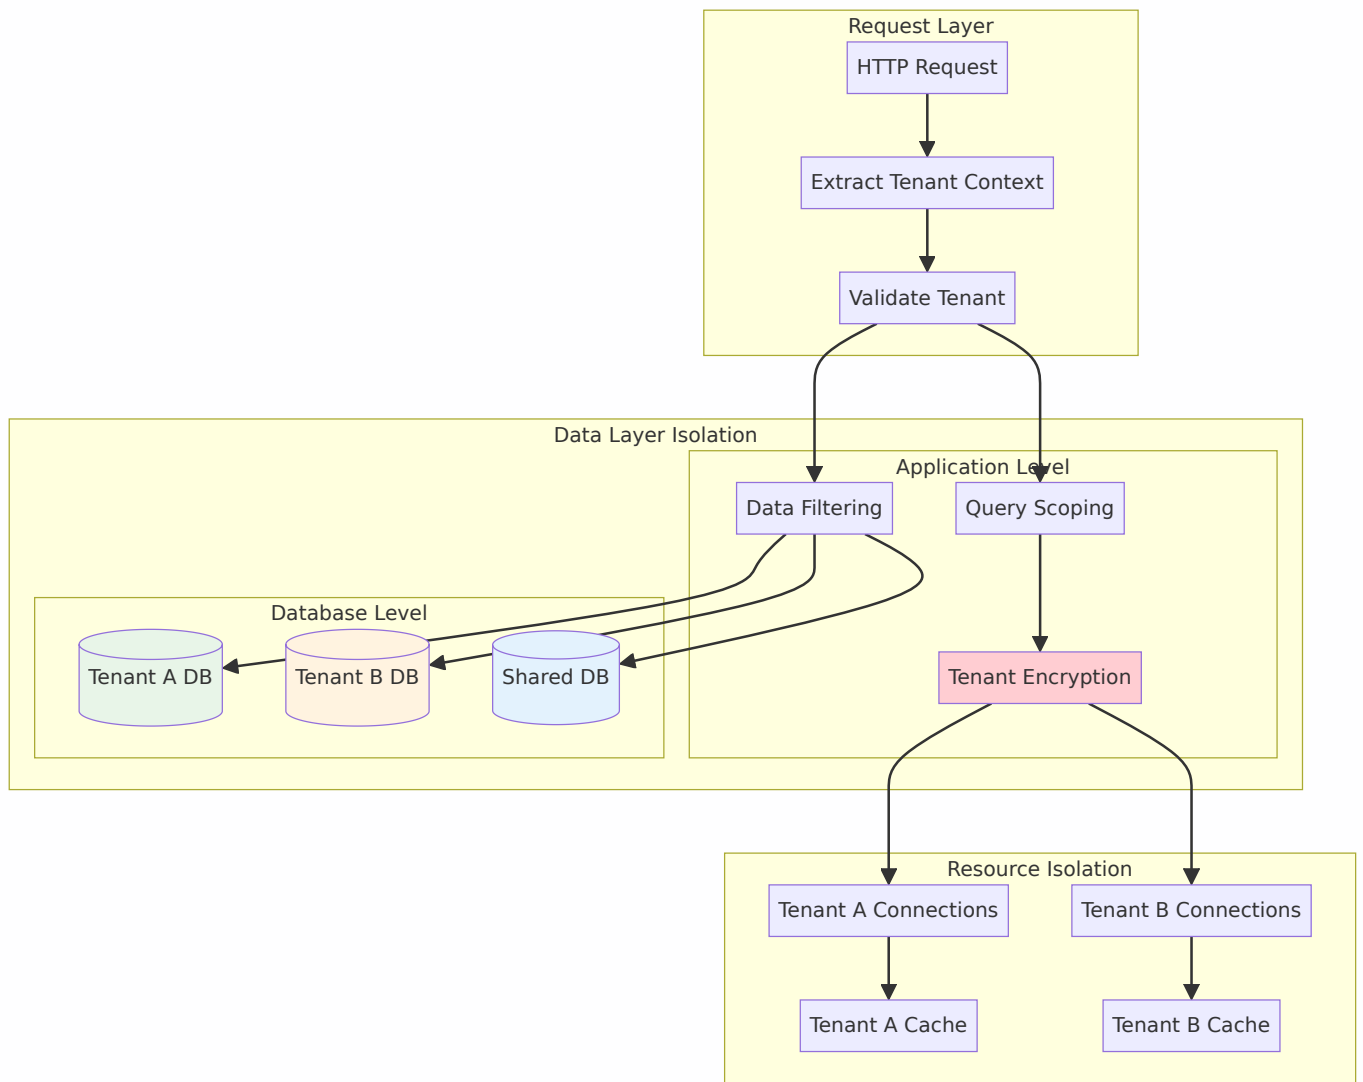 Request Layer
HTTP Request
Extract Tenant Context
Validate Tenant
Data Layer Isolation
Application Level
Data Filtering
Query Scoping
Database Level
Tenant A DB
Tenant B DB
Shared DB
Tenant Encryption
Resource Isolation
Tenant A Connections
Tenant B Connections
Tenant A Cache
Tenant B Cache